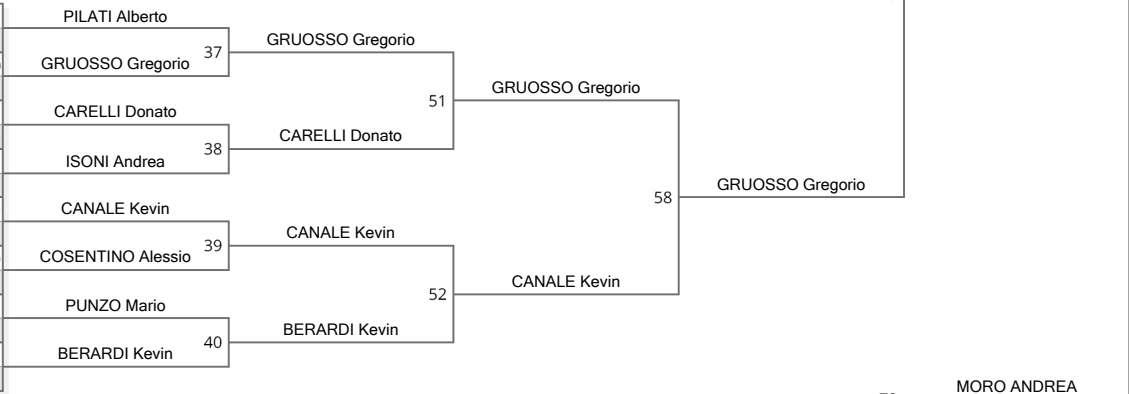 PILATI Alberto
37
GRUOSSO Gregorio
GRUOSSO Gregorio
CARELLI Donato
38
ISONI Andrea
CARELLI Donato
51
GRUOSSO Gregorio
CANALE Kevin
39
COSENTINO Alessio
CANALE Kevin
PUNZO Mario
40
BERARDI Kevin
BERARDI Kevin
52
CANALE Kevin
58
GRUOSSO Gregorio
MORO ANDREA